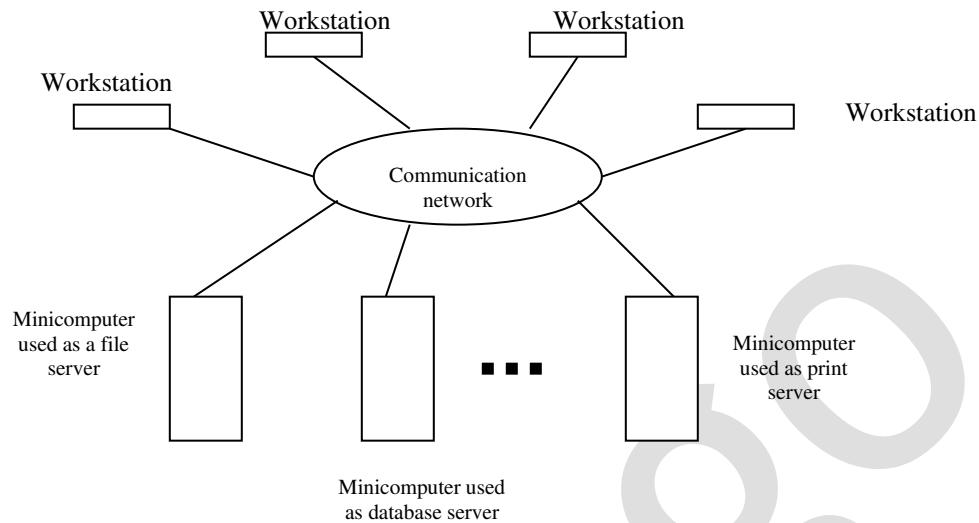 Workstation
Workstation
Workstation
Workstation
Communication
network
Minicomputer
used as a file
server
Minicomputer
used as print
server
Minicomputer used
as database server